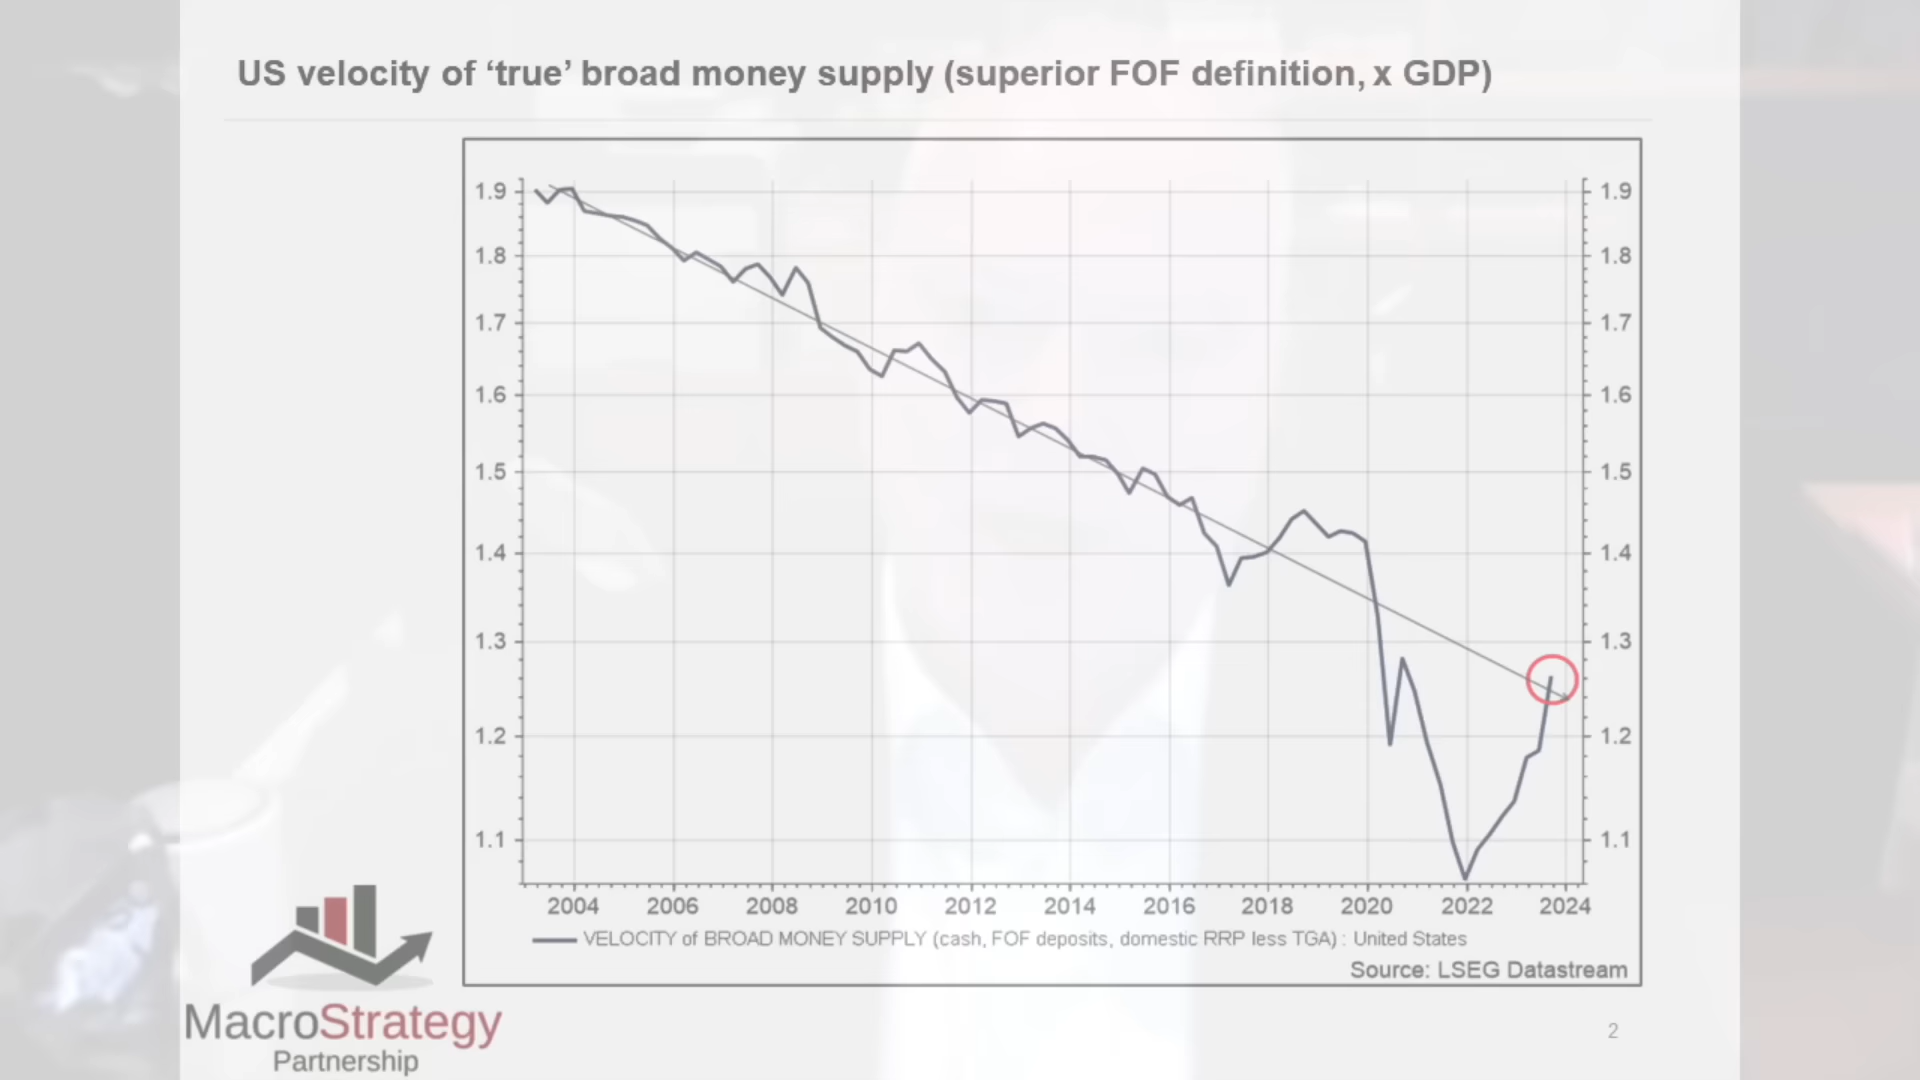 US velocity of ‘true’ broad money supply (superior FOF definition, x GDP)
1.9 1.9
1.8 1.8
1.7 1.7
1.6 1.6
1.5 1.5
1.4 1.4
1.3 1.3
1.2 1.2
1.1 1.1
2004 2006 2008 2010 2012 2014 2016 2018 2020 2022 2024
VELOCITY of BROAD MONEY SUPPLY (cash, FOF deposits, domestic RRP less TGA) : United States
Source: LSEG Datastream
MacroStrategy
Partnership
2